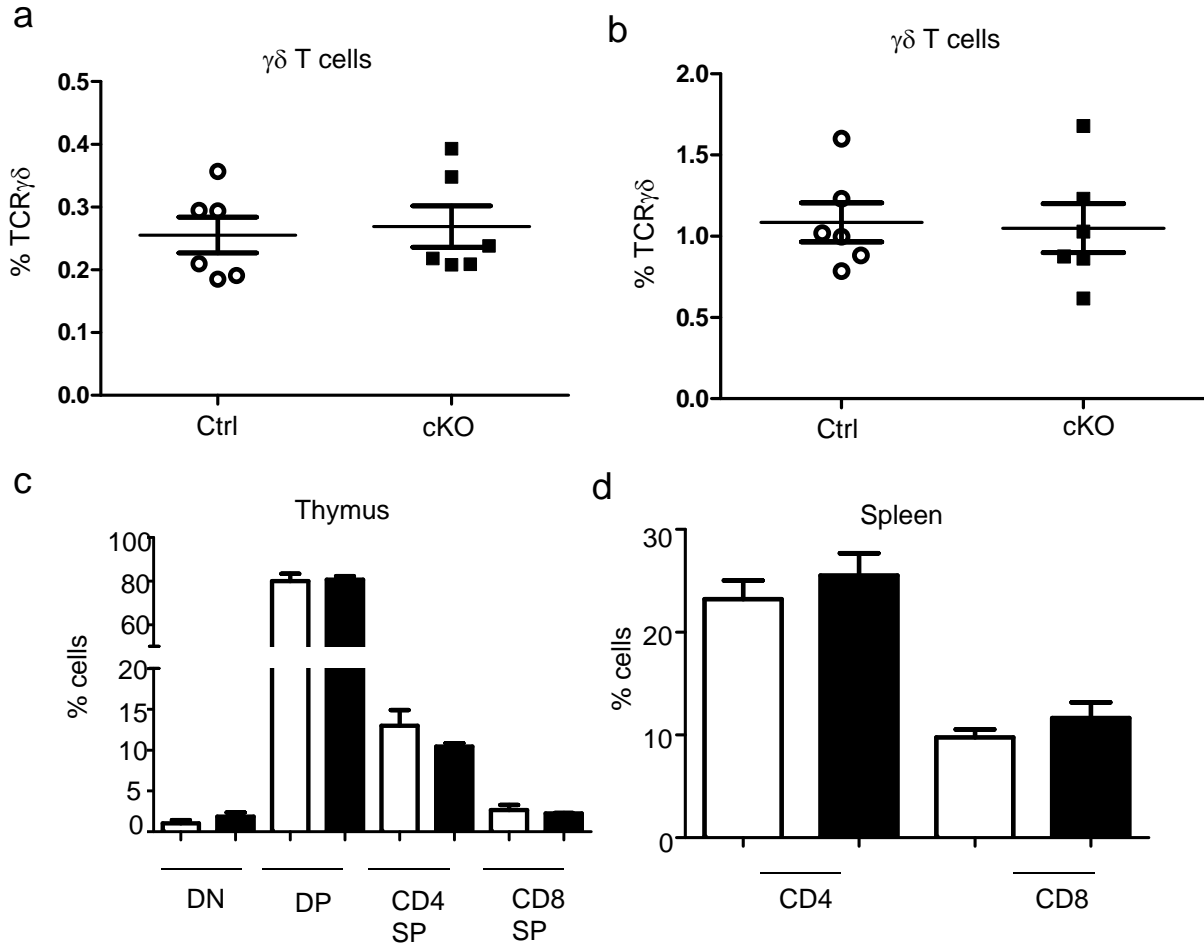 a
γδ T cells
0.5
0.4
0.3
0.2
0.1
0.0
% TCRγδ
Ctrl
cKO
b
γδ T cells
2.0
1.5
1.0
0.5
0.0
% TCRγδ
Ctrl
cKO
c
Thymus
100
80
60
20
15
10
5
0
% cells
DN
DP
CD4
SP
CD8
SP
d
Spleen
30
20
10
0
% cells
CD4
CD8